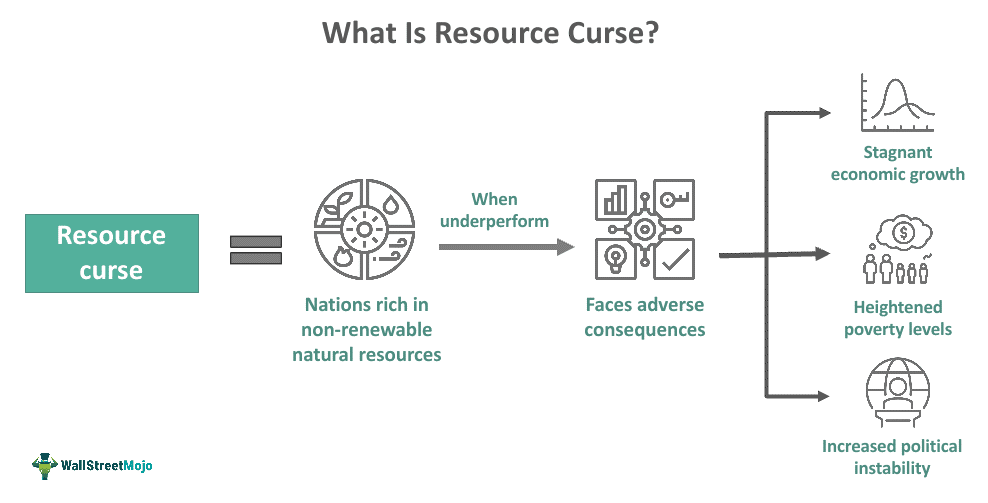 What Is Resource Curse?
Resource
curse
Nations rich in
non-renewable
natural resources
When
underperform
Faces adverse
consequences
Stagnant
economic growth
$
Heightened
poverty levels
Increased political
instability
WallStreetMojo